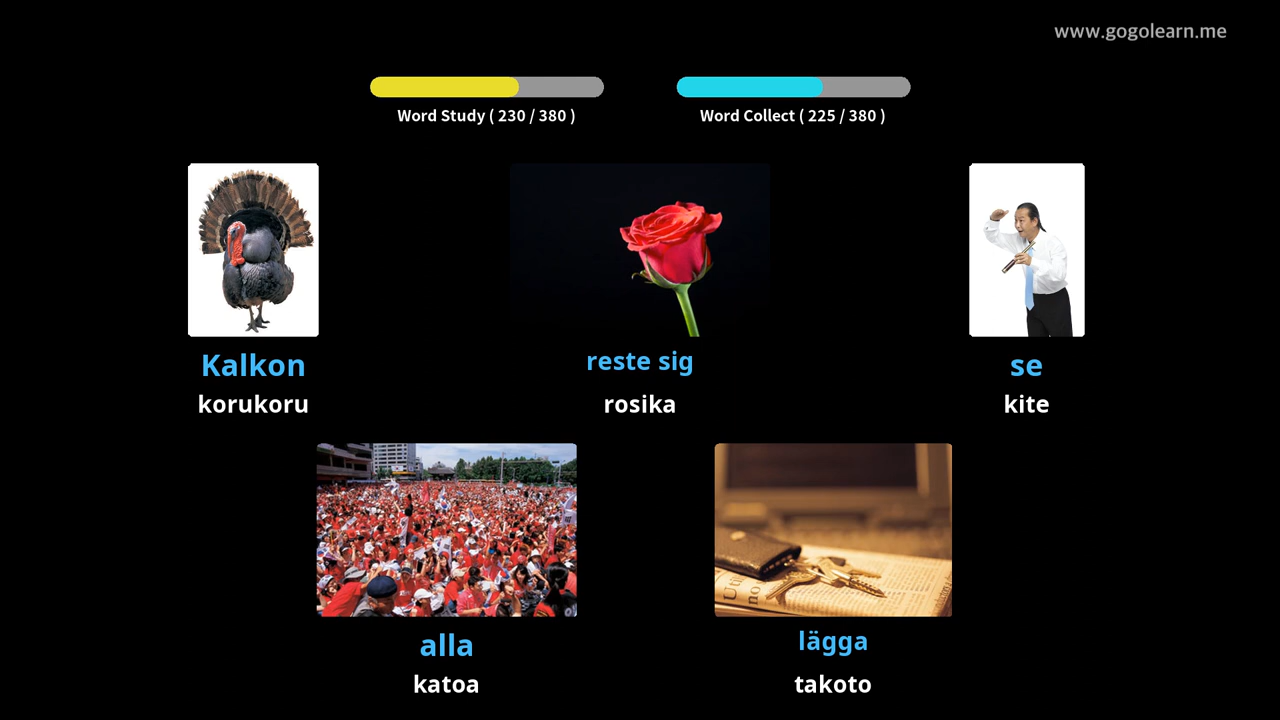 www.gogolearn.me
Word Study ( 230 / 380 )
Word Collect ( 225 / 380 )
Kalkon
korukoru
reste sig
rosika
se
kite
alla
katoa
lägga
takoto